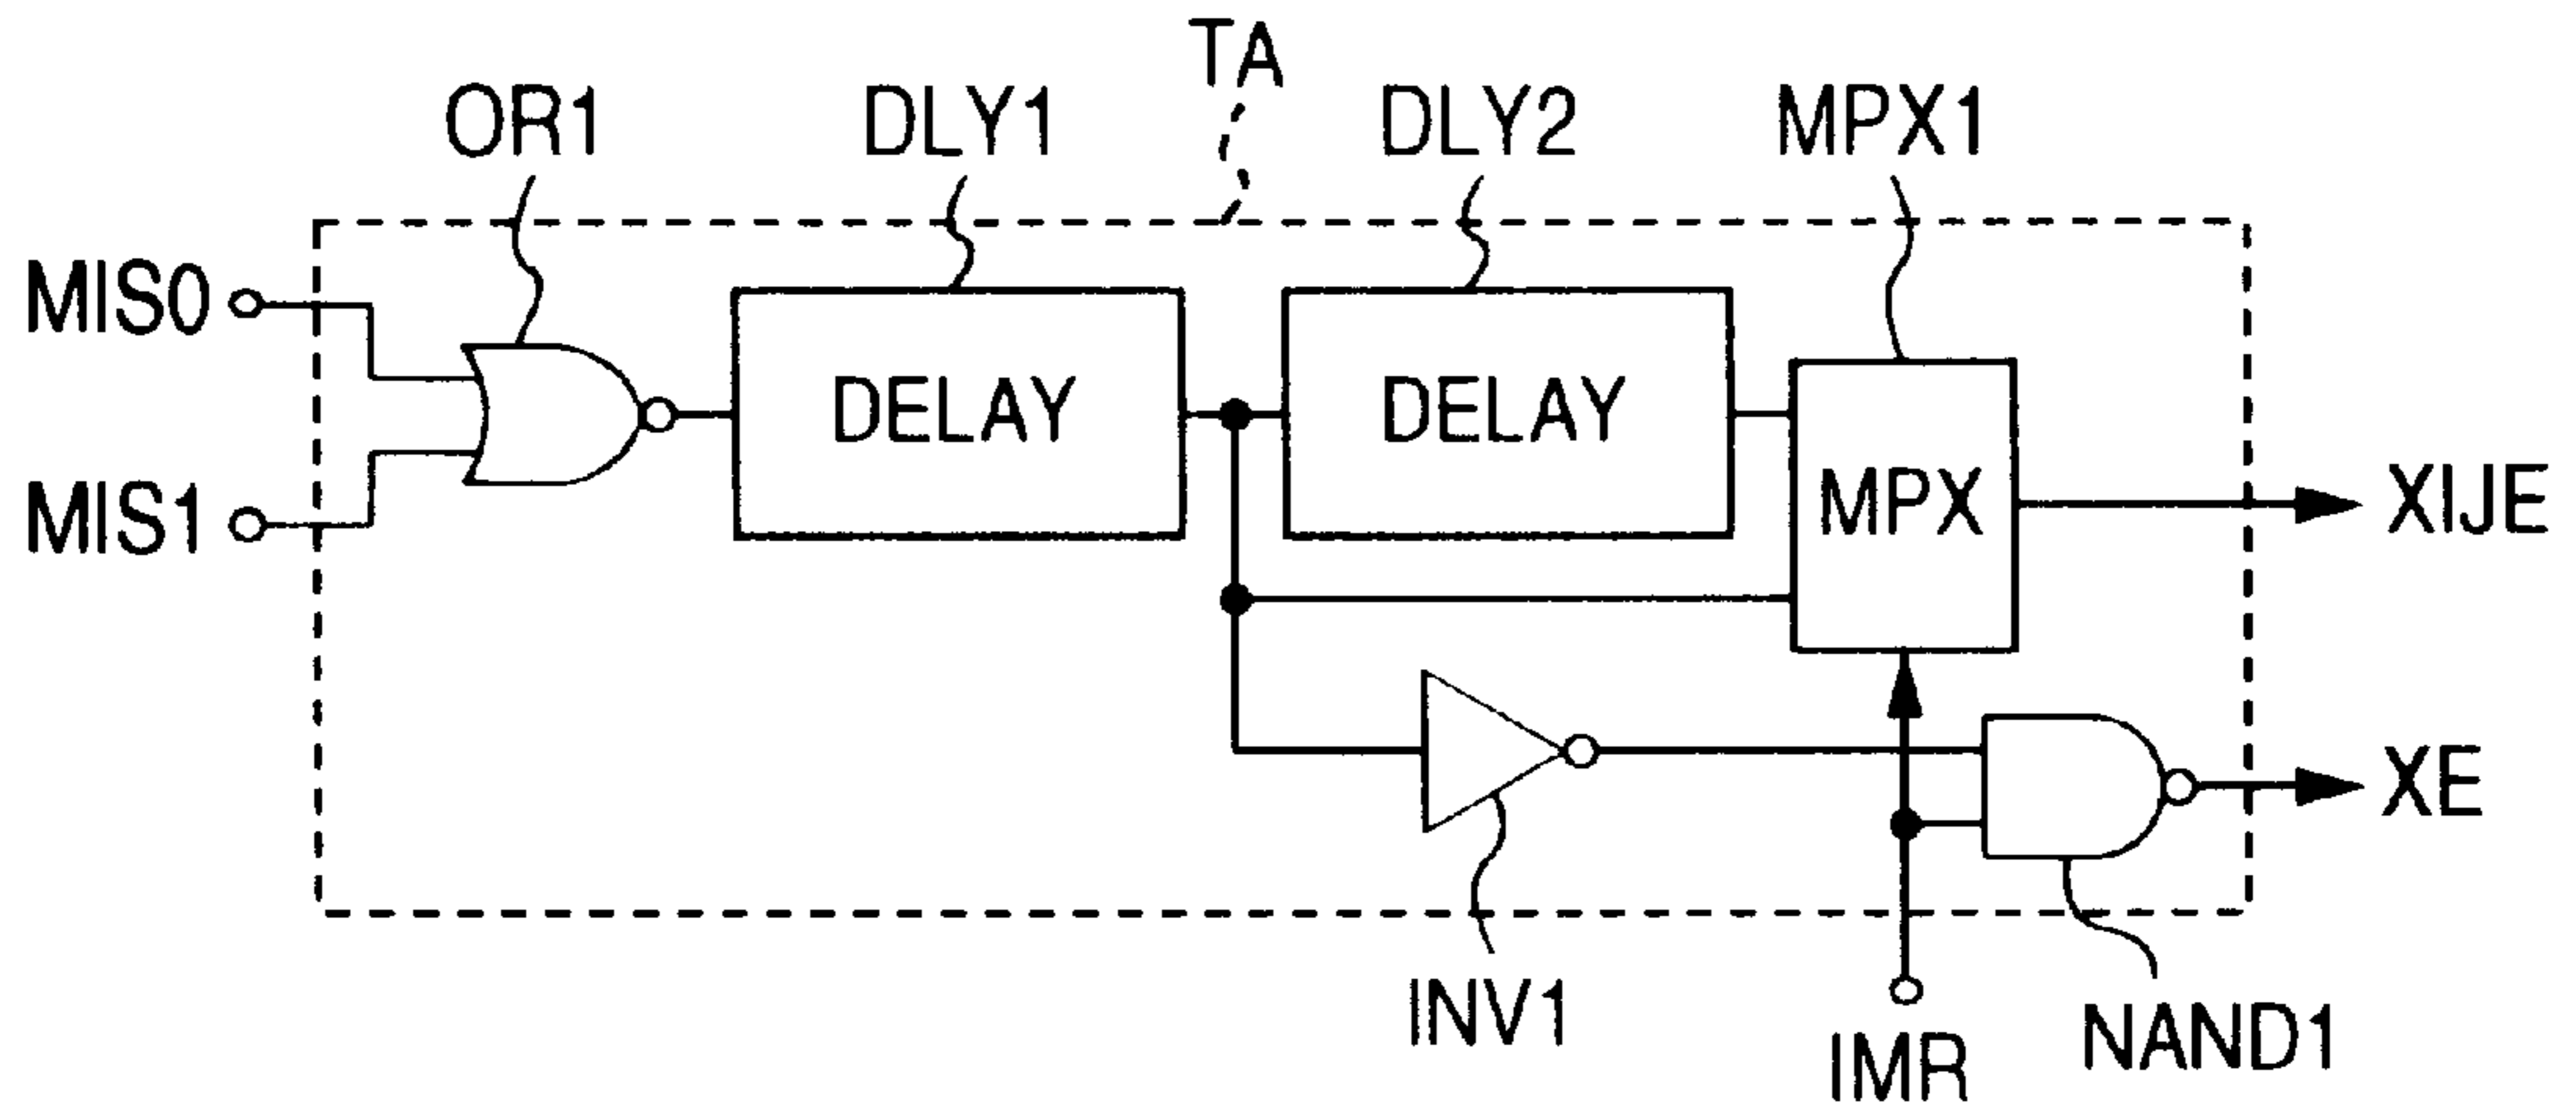 TA
OR1
DLY1
DLY2
MPX1
MIS0
DELAY
DELAY
MPX
XIJE
MIS1
XE
INV1
IMR
NAND1